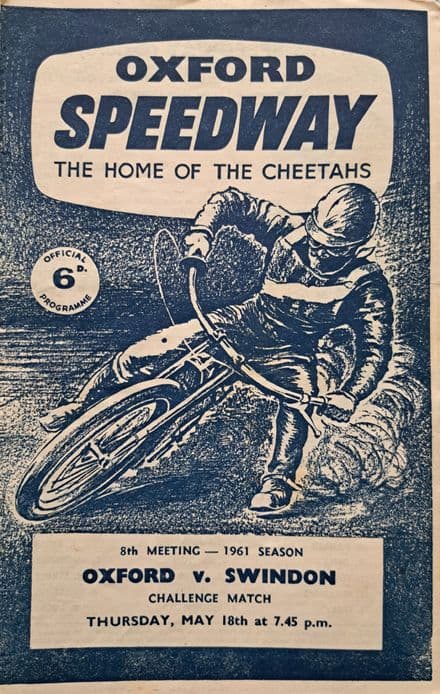 OXFORD
SPEEDWAY
THE HOME OF THE CHEETAHS
OFFICIAL
6D.
PROGRAMME
8th MEETING — 1961 SEASON
OXFORD v. SWINDON
CHALLENGE MATCH
THURSDAY, MAY 18th at 7.45 p.m.